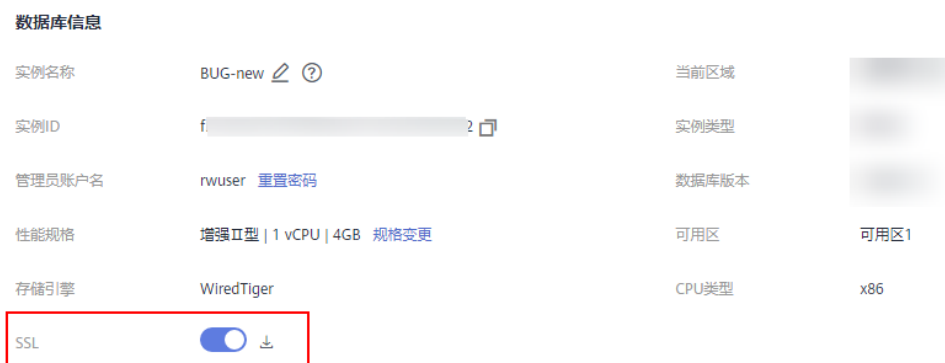 数据库信息
实例名称 BUG-new 当前区域
实例ID 实例类型
管理员账户名 rwuser 重置密码 数据库版本
性能规格 增强II型 | 1 vCPU | 4GB 规格变更 可用区 可用区1
存储引擎 WiredTiger CPU类型 x86
SSL